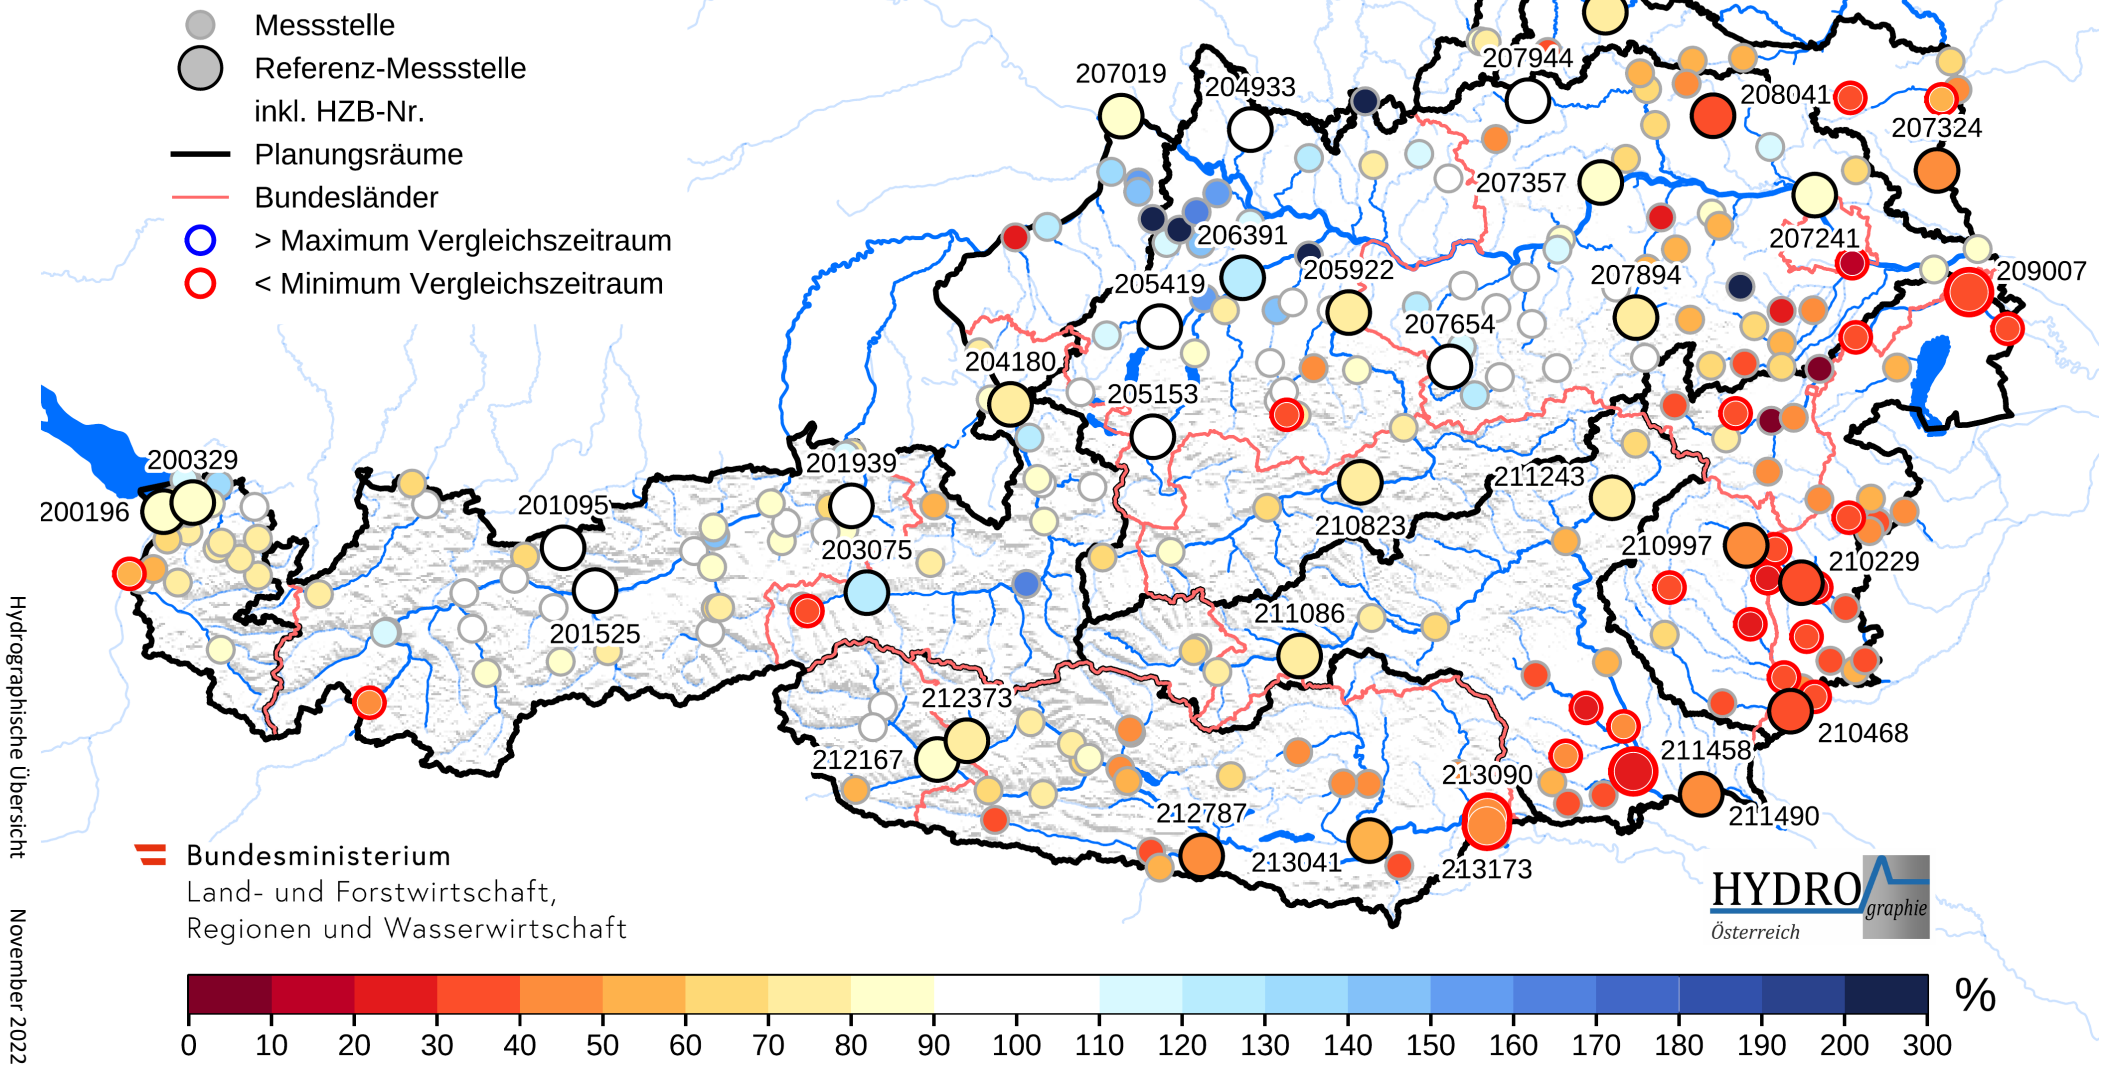 Messstelle
Referenz-Messstelle
inkl. HZB-Nr.
Planungsräume
Bundesländer
> Maximum Vergleichszeitraum
< Minimum Vergleichszeitraum
207944
207019
204933
208041
207324
207357
206391
207241
205922
205419
207894
209007
207654
204180
205153
200329
201939
211243
200196
201095
210823
203075
210997
210229
211086
201525
212373
210468
212167
211458
213090
212787
211490
213041
213173
Bundesministerium
Land- und Forstwirtschaft,
Regionen und Wasserwirtschaft
HYDRO
graphie
Österreich
%
0 10 20 30 40 50 60 70 80 90 100 110 120 130 140 150 160 170 180 190 200 300
Hydrografische Übersicht November 2022